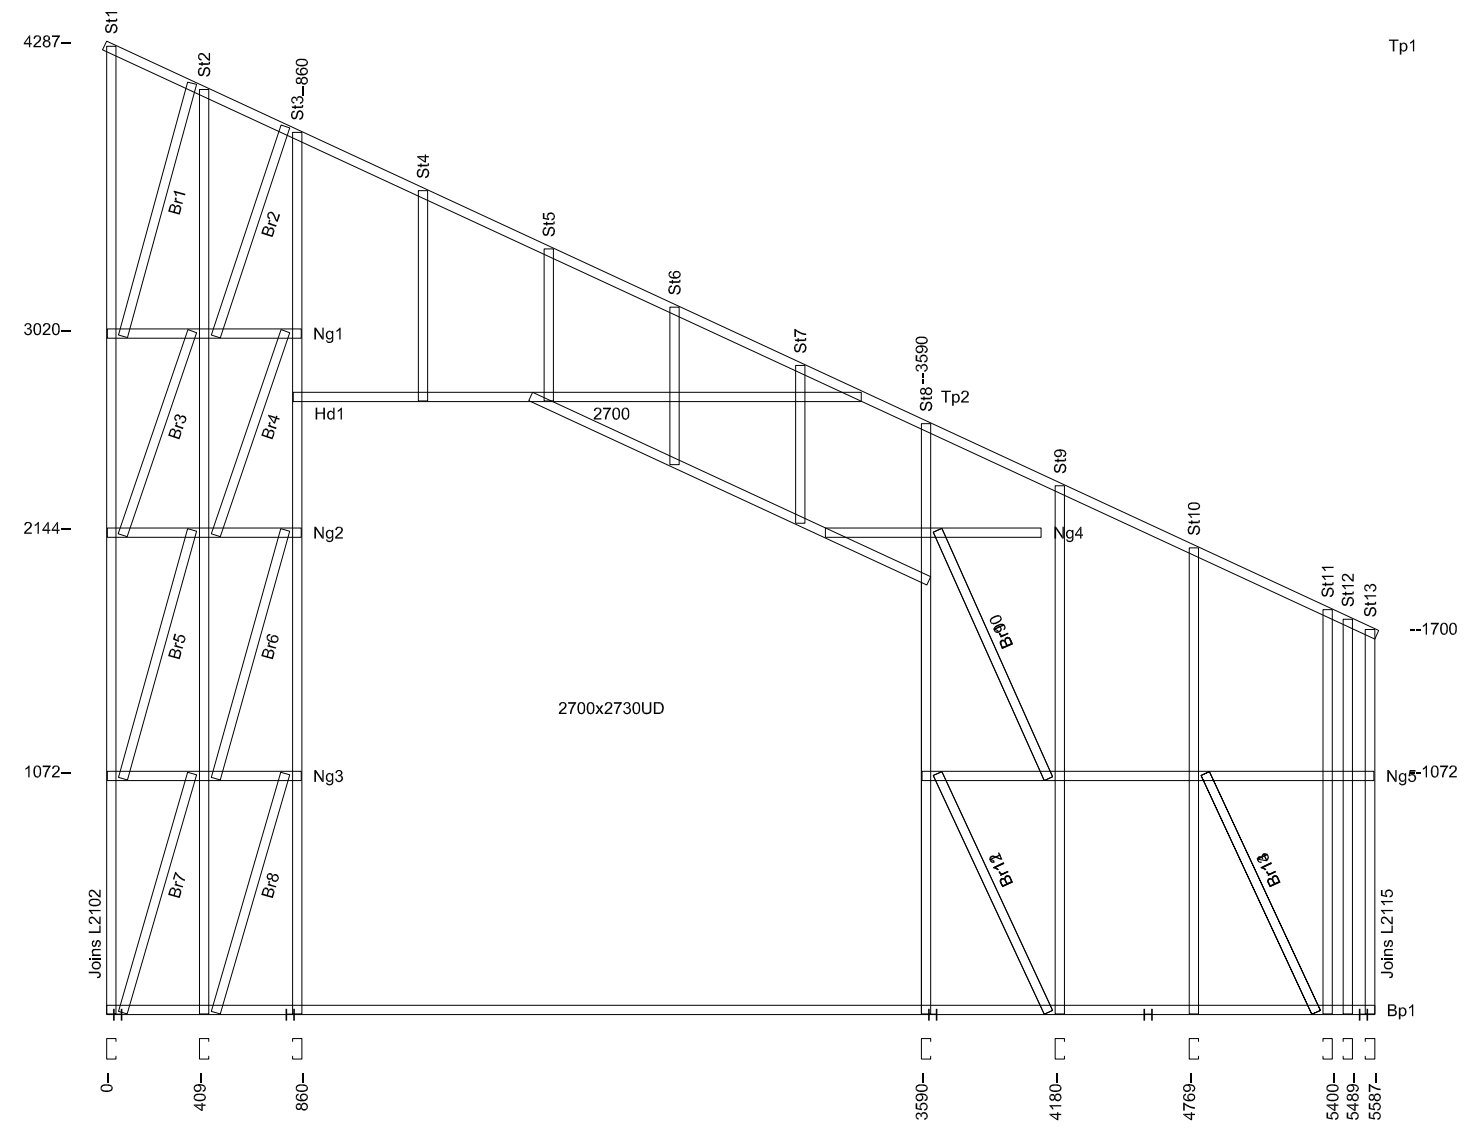 St1
4287–
Tp1
St2
St3
--860
St4
Br1
Br2
St5
St6
3020–
Ng1
St7
St8
--3590
Tp2
Hd1
2700
Br3
Br4
St9
St10
2144–
Ng2
Ng4
St11
St12
St13
--1700
Br5
Br6
2700x2730UD
1072–
Ng3
Ng5
--1072
Br7
Br8
Joins L2102
Joins L2115
Bp1
0–
409–
860–
3590–
4180–
4769–
5400–
5489–
5587–